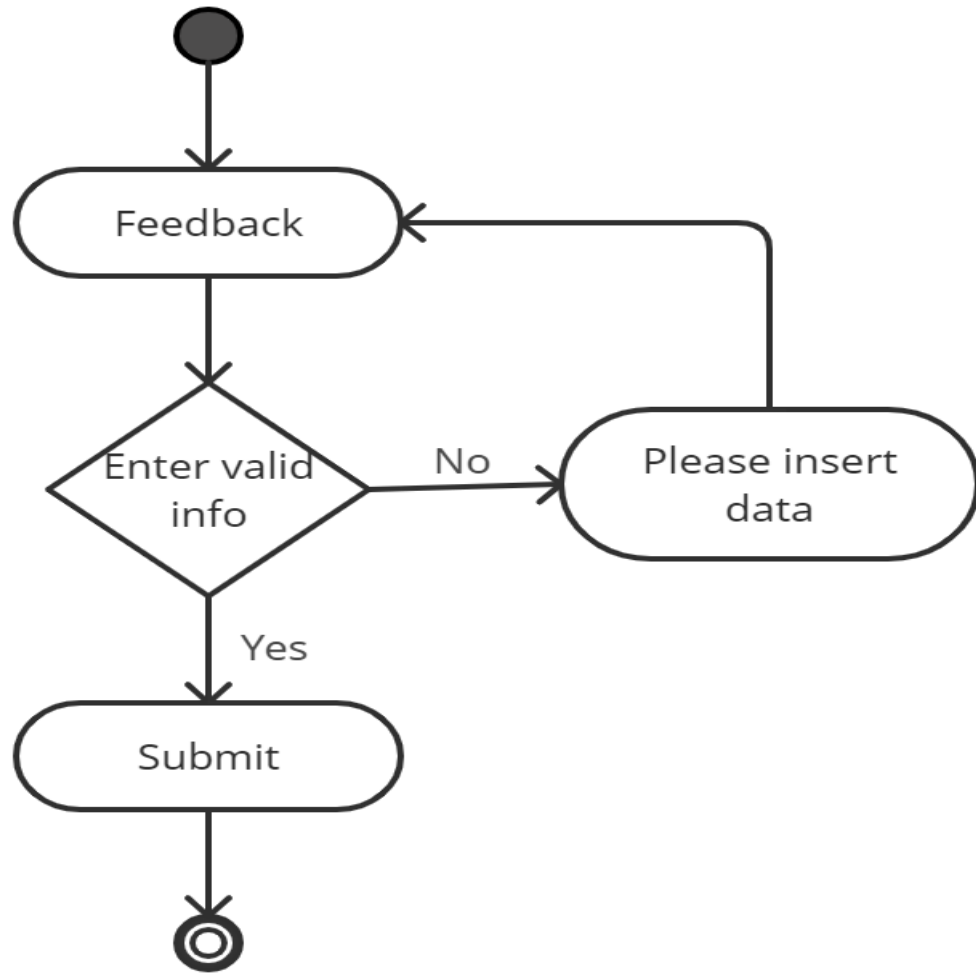 Feedback
Enter valid
info
No
Please insert
data
Yes
Submit